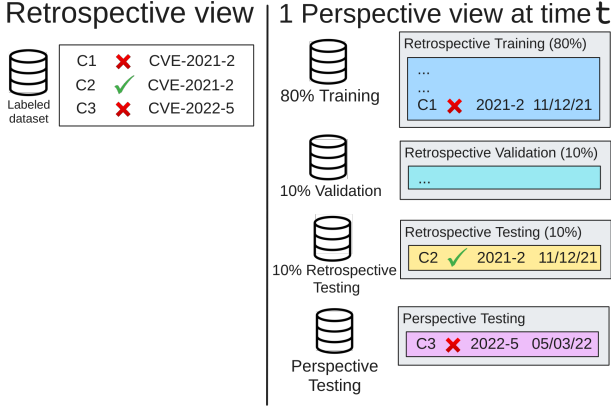 Retrospective view
Labeled
dataset
C1 CVE-2021-2
C2 CVE-2021-2
C3 CVE-2022-5
1 Perspective view at time t
80% Training
Retrospective Training (80%)
...
...
C1 2021-2 11/12/21
10% Validation
Retrospective Validation (10%)
...
10% Retrospective
Testing
Retrospective Testing (10%)
C2 2021-2 11/12/21
Perspective
Testing
Perspective Testing
C3 2022-5 05/03/22